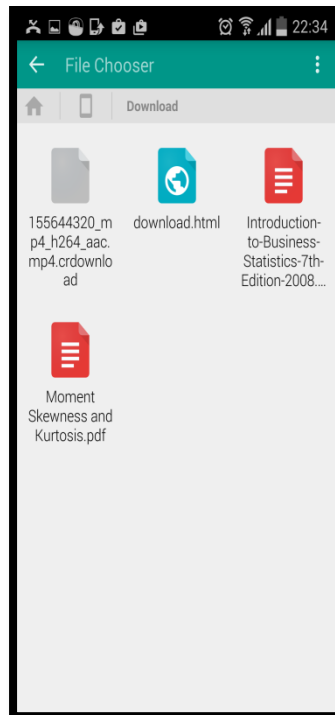 22:34
File Chooser
Download
155644320_m
p4_h264_aac.
mp4.crdownlo
ad
download.html
Introduction-
to-Business-
Statistics-7th-
Edition-2008....
Moment
Skewness and
Kurtosis.pdf